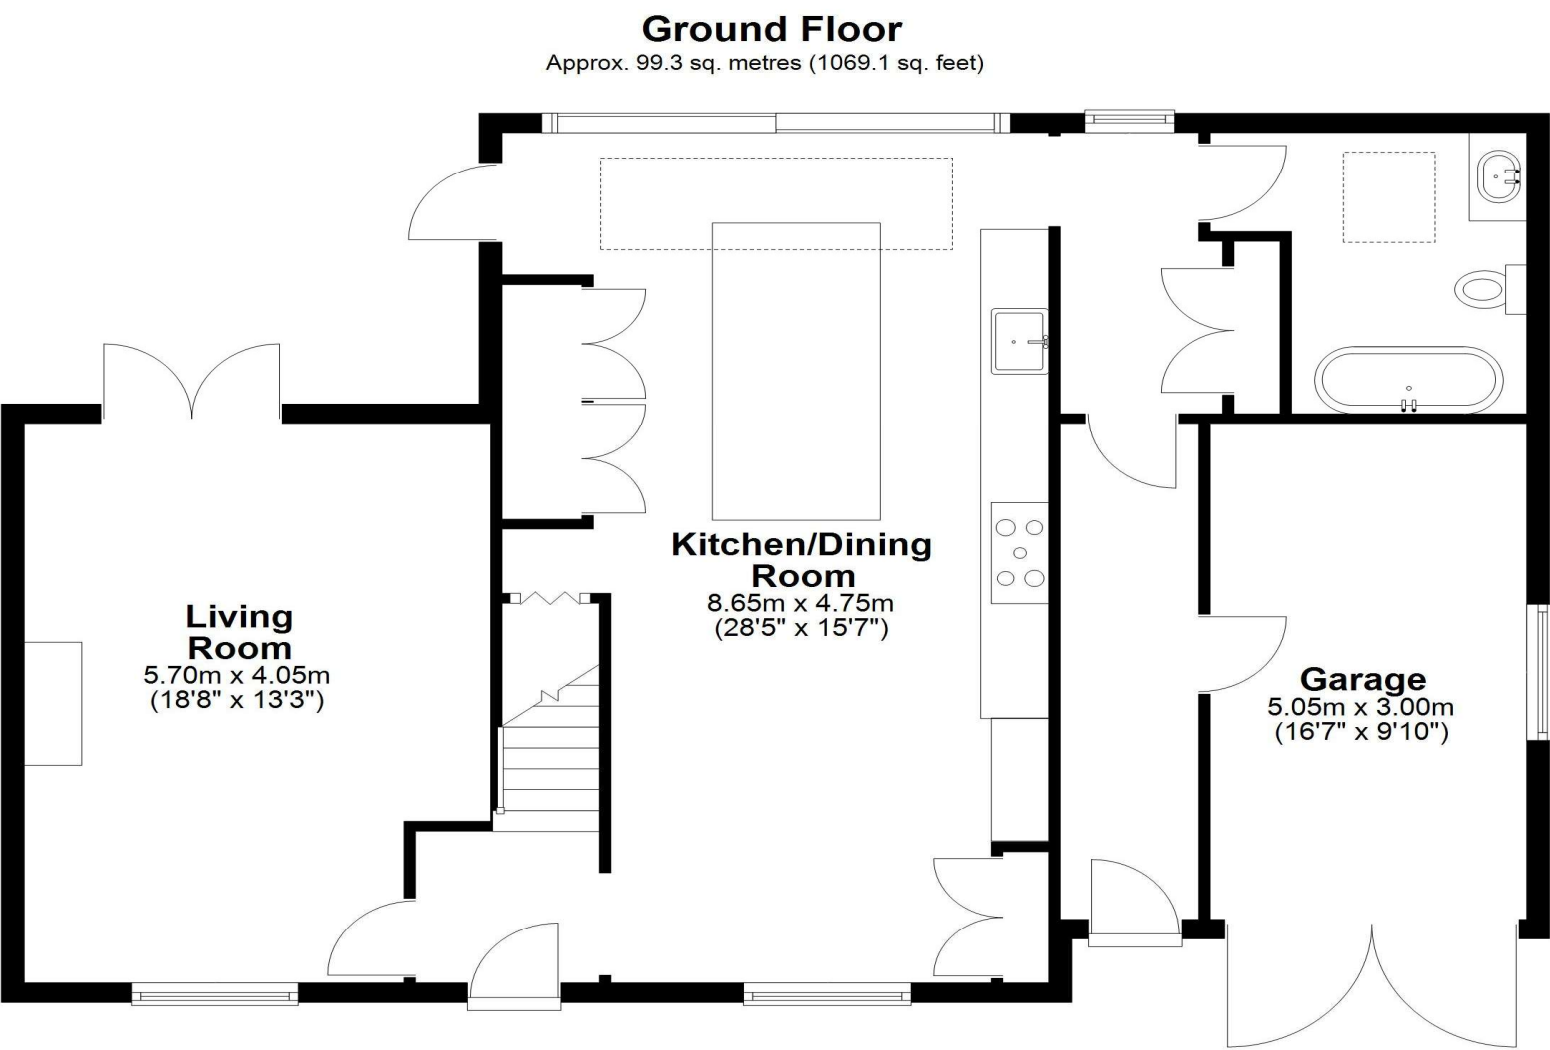 Ground Floor
Approx. 99.3 sq. metres (1069.1 sq. feet)
Kitchen/Dining
Room
8.65m x 4.75m
(28'5" x 15'7")
Living
Room
5.70m x 4.05m
(18'8" x 13'3")
Garage
5.05m x 3.00m
(16'7" x 9'10")